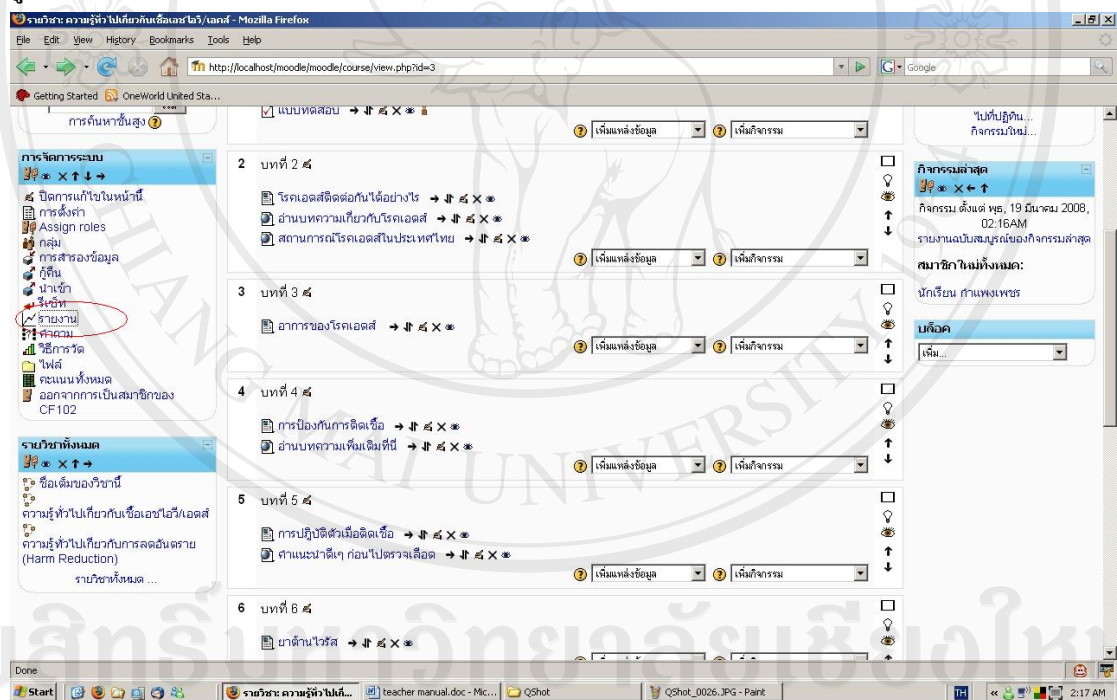 รายวิชา: ความรู้ทั่วไปเกี่ยวกับเชื้อเอชไอวี/เอดส์ - Mozilla Firefox
File Edit View History Bookmarks Tools Help
http://localhost/moodle/moodle/course/view.php?id=3
Google
Getting Started OneWorld United Sta...
การค้นหาชั้นสูง
การจัดการระบบ
ปิดการแก้ไขในหน้านี้
การตั้งค่า
Assign roles
กลุ่ม
การสำรองข้อมูล
กู้คืน
นำเข้า
รีเซ็ท
รายงาน
คำถาม
วิธีการวัด
ไฟล์
คะแนนทั้งหมด
ออกจากการเป็นสมาชิกของ
CF102
รายวิชาทั้งหมด
ชื่อเต็มของวิชานี้
ความรู้ทั่วไปเกี่ยวกับเชื้อเอชไอวี/เอดส์
ความรู้ทั่วไปเกี่ยวกับการลดอันตราย
(Harm Reduction)
รายวิชาทั้งหมด ...
แบบทดสอบ
เพิ่มแหล่งข้อมูล เพิ่มกิจกรรม
2 บทที่ 2
โรคเอดส์ติดต่อกันได้อย่างไร
อ่านบทความเกี่ยวกับโรคเอดส์
สถานการณ์โรคเอดส์ในประเทศไทย
เพิ่มแหล่งข้อมูล เพิ่มกิจกรรม
3 บทที่ 3
อาการของโรคเอดส์
เพิ่มแหล่งข้อมูล เพิ่มกิจกรรม
4 บทที่ 4
การป้องกันการติดเชื้อ
อ่านบทความเพิ่มเติมที่นี่
เพิ่มแหล่งข้อมูล เพิ่มกิจกรรม
5 บทที่ 5
การปฏิบัติตัวเมื่อติดเชื้อ
คำแนะนำดีๆ ก่อนไปตรวจเลือด
เพิ่มแหล่งข้อมูล เพิ่มกิจกรรม
6 บทที่ 6
ยาต้านไวรัส
ไปที่ปฏิทิน...
กิจกรรมใหม่...
กิจกรรมล่าสุด
กิจกรรม ตั้งแต่ พุธ, 19 มีนาคม 2008,
02:16AM
รายงานฉบับสมบูรณ์ของกิจกรรมล่าสุด
สมาชิกใหม่ทั้งหมด:
นักเรียน กำแพงเพชร
บล็อค
เพิ่ม...
CHIANG MAI UNIVERSITY
Done
Start รายวิชา: ความรู้ทั่วไปเกี่... teacher manual.doc - Mic... QShot QShot_0026.JPG - Paint TH 2:17 AM